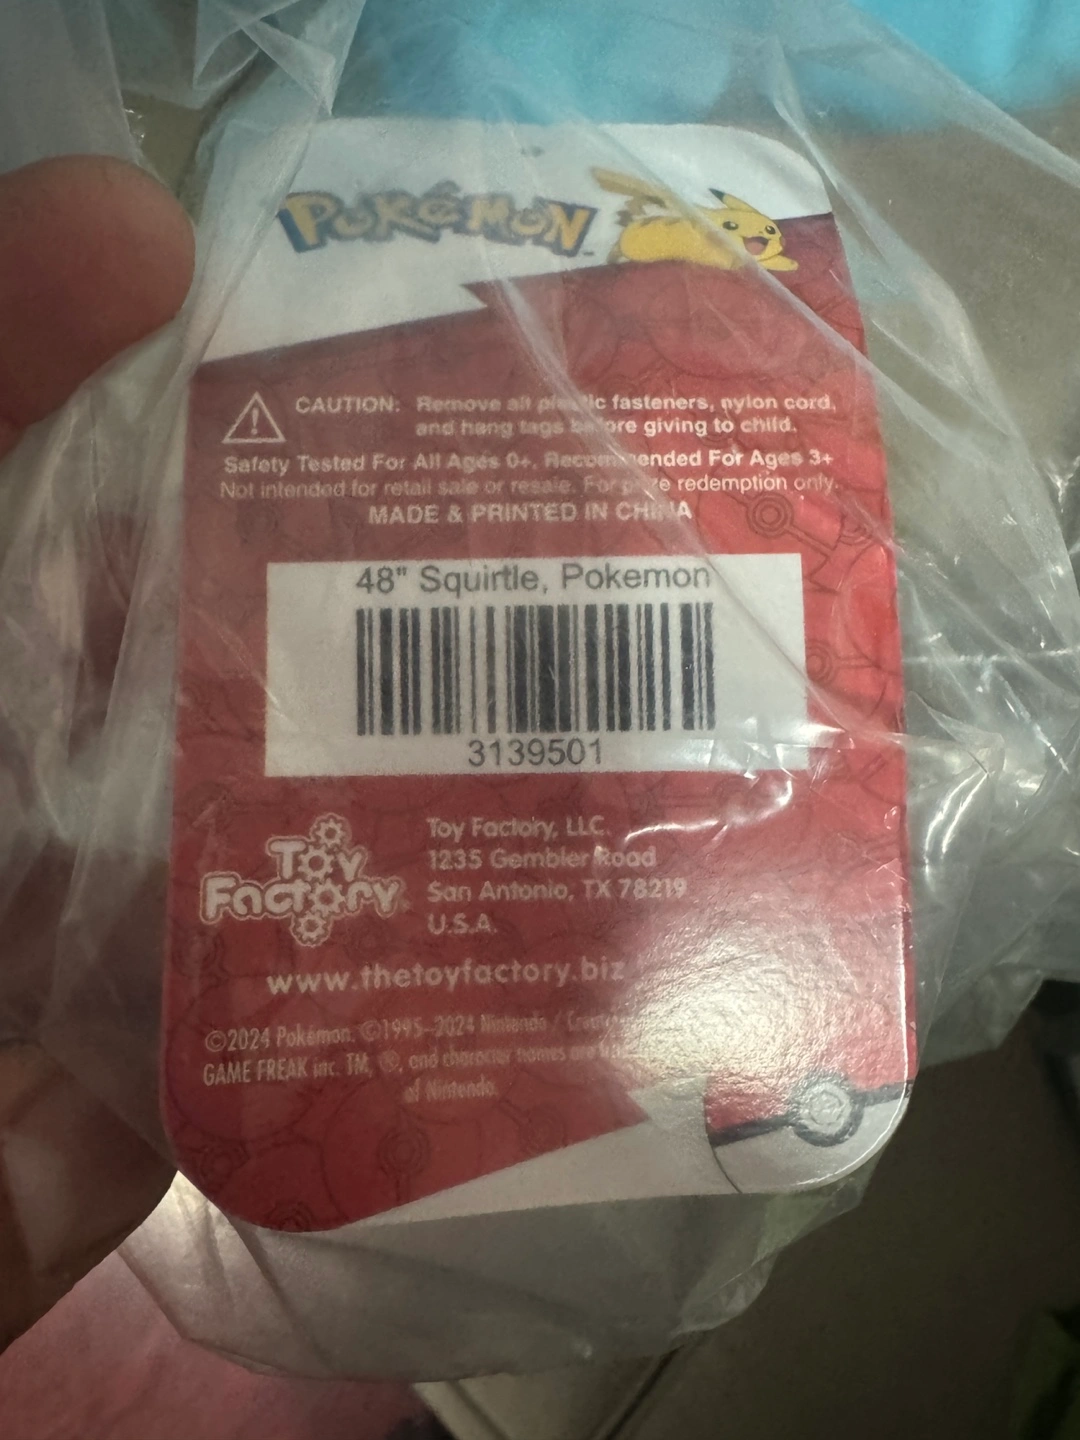 POKéMON
CAUTION: Remove all plastic fasteners, nylon cord,
and hang tags before giving to child.
Safety Tested For All Ages 0+, Recommended For Ages 3+
Not intended for retail sale or resale. For prize redemption only.
MADE & PRINTED IN CHINA
48" Squirtle, Pokemon
3139501
Toy Factory
Toy Factory, LLC.
1235 Gembler Road
San Antonio, TX 78219
U.S.A.
www.thetoyfactory.biz
©2024 Pokémon. ©1995–2024 Nintendo /
GAME FREAK inc. TM, ®, and character names are
of Nintendo.